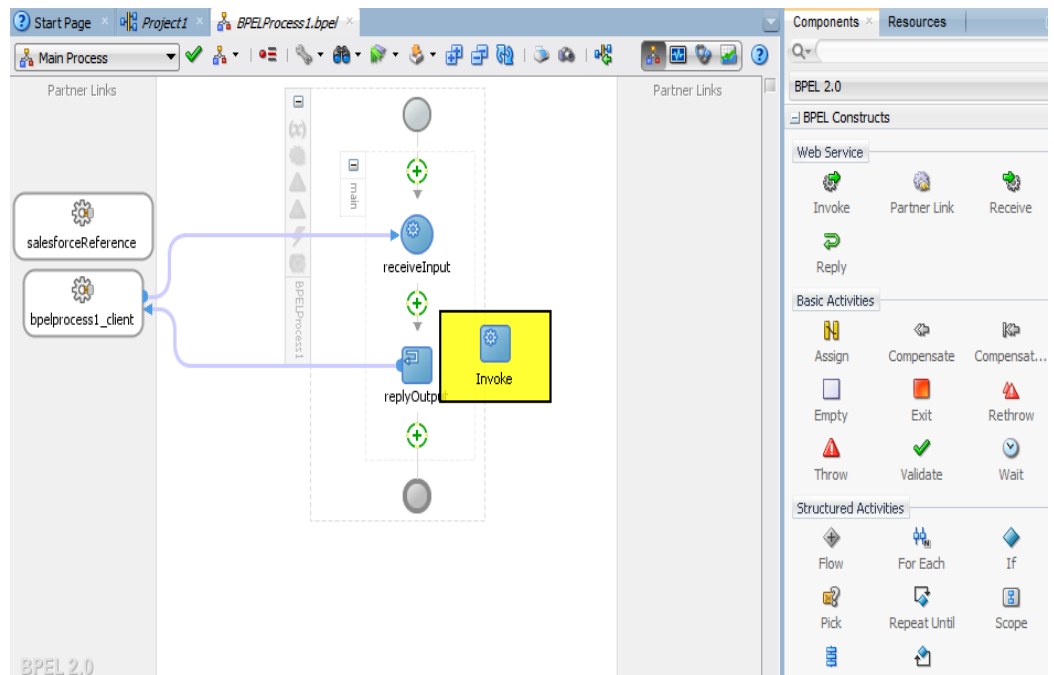 Start Page
Project1
BPELProcess1.bpel
Components
Resources
Main Process
BPEL 2.0
Partner Links
Partner Links
BPEL Constructs
Web Service
Invoke
Partner Link
Receive
Reply
Basic Activities
Assign
Compensate
Compensat...
Empty
Exit
Rethrow
Throw
Validate
Wait
Structured Activities
Flow
For Each
If
Pick
Repeat Until
Scope
(x)
main
salesforceReference
bpelprocess1_client
receiveInput
BPELProcess1
Invoke
replyOutput
BPEL 2.0